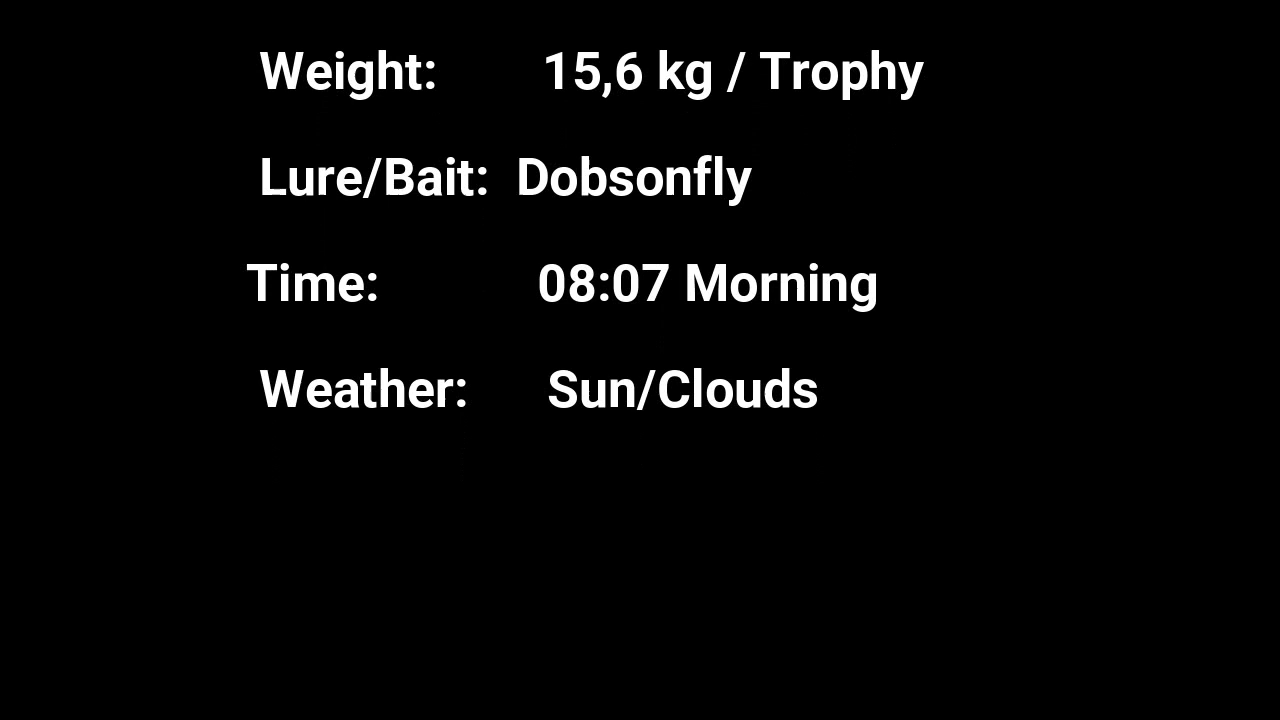 Weight: 15,6 kg / Trophy
Lure/Bait: Dobsonfly
Time: 08:07 Morning
Weather: Sun/Clouds